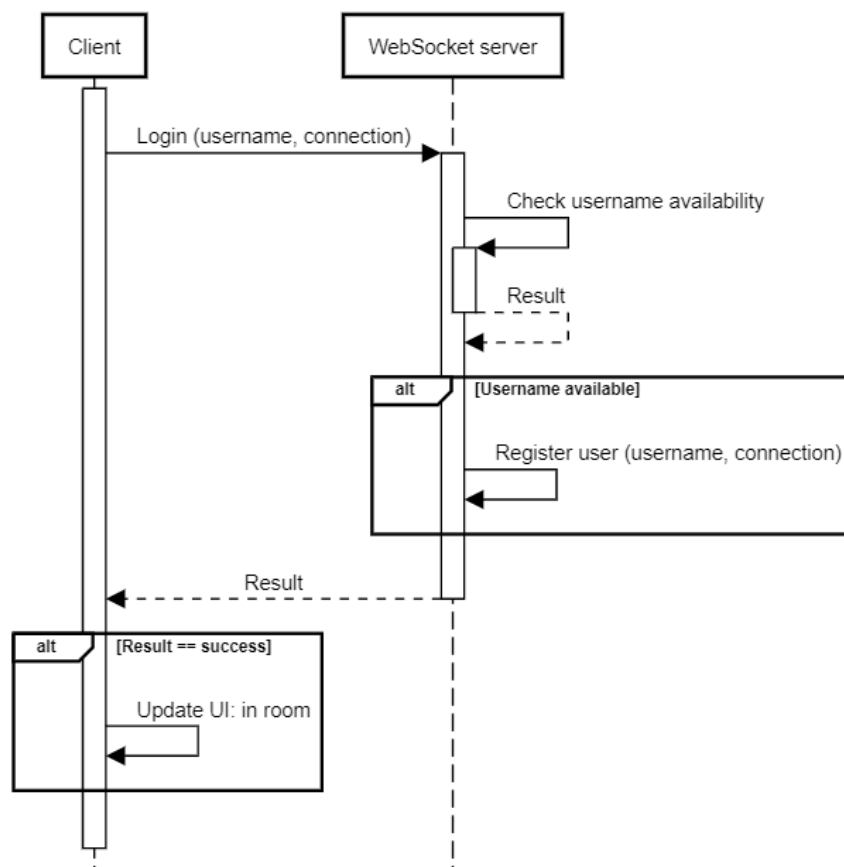 Client
WebSocket server
Login (username, connection)
Check username availability
Result
alt
[Username available]
Register user (username, connection)
Result
alt
[Result == success]
Update UI: in room